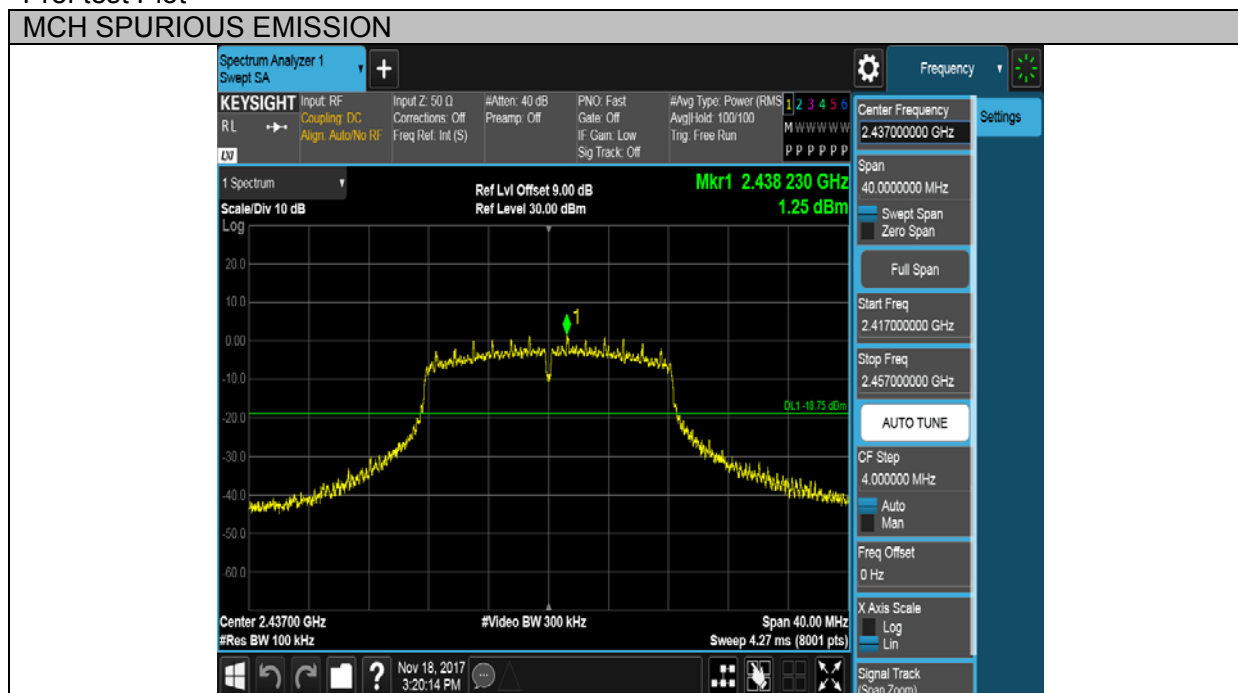 MCH SPURIOUS EMISSION
Spectrum Analyzer 1
Swept SA
+
Frequency
KEYSIGHT
RL
LXI
Input: RF
Coupling: DC
Align: Auto/No RF
Input Z: 50 Ω
Corrections: Off
Freq Ref: Int (S)
#Atten: 40 dB
Preamp: Off
PNO: Fast
Gate: Off
IF Gain: Low
Sig Track: Off
#Avg Type: Power (RMS
Avg|Hold: 100/100
Trig: Free Run
1 2 3 4 5 6
M W W W W W
P P P P P P
1 Spectrum
Scale/Div 10 dB
Ref Lvl Offset 9.00 dB
Ref Level 30.00 dBm
Mkr1 2.438 230 GHz
1.25 dBm
Log
20.0
10.0
0.00
-10.0
-20.0
-30.0
-40.0
-50.0
-60.0
1
DL1 -18.75 dBm
Center 2.43700 GHz
#Res BW 100 kHz
#Video BW 300 kHz
Span 40.00 MHz
Sweep 4.27 ms (8001 pts)
?
Nov 18, 2017
3:20:14 PM
Center Frequency
2.437000000 GHz
Settings
Span
40.0000000 MHz
Swept Span
Zero Span
Full Span
Start Freq
2.417000000 GHz
Stop Freq
2.457000000 GHz
AUTO TUNE
CF Step
4.000000 MHz
Auto
Man
Freq Offset
0 Hz
X Axis Scale
Log
Lin
Signal Track
(Span Zoom)